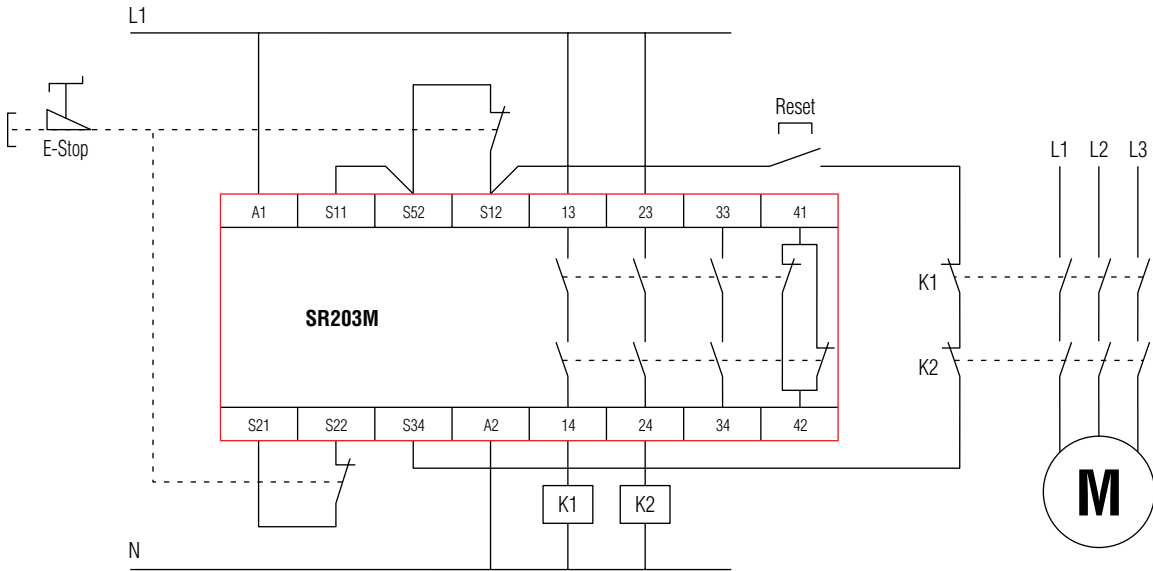 L1
E-Stop
Reset
L1 L2 L3
A1 S11 S52 S12 13 23 33 41
SR203M
K1
K2
S21 S22 S34 A2 14 24 34 42
K1 K2
M
N